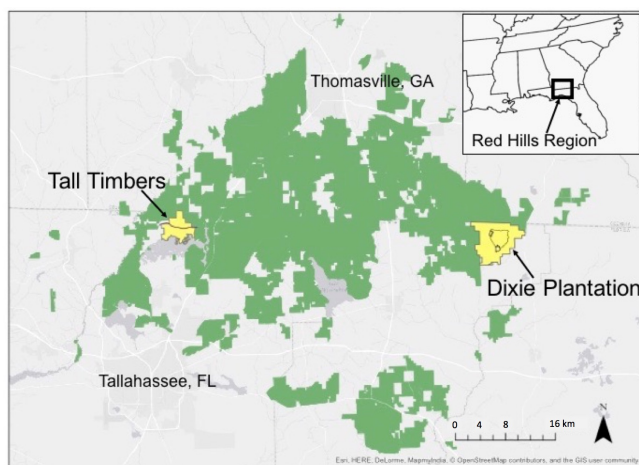 Thomasville, GA
Red Hills Region
Tall Timbers
Dixie Plantation
Tallahassee, FL
N
0 4 8 16 km
Esri, HERE, DeLorme, MapmyIndia, © OpenStreetMap contributors, and the GIS user community